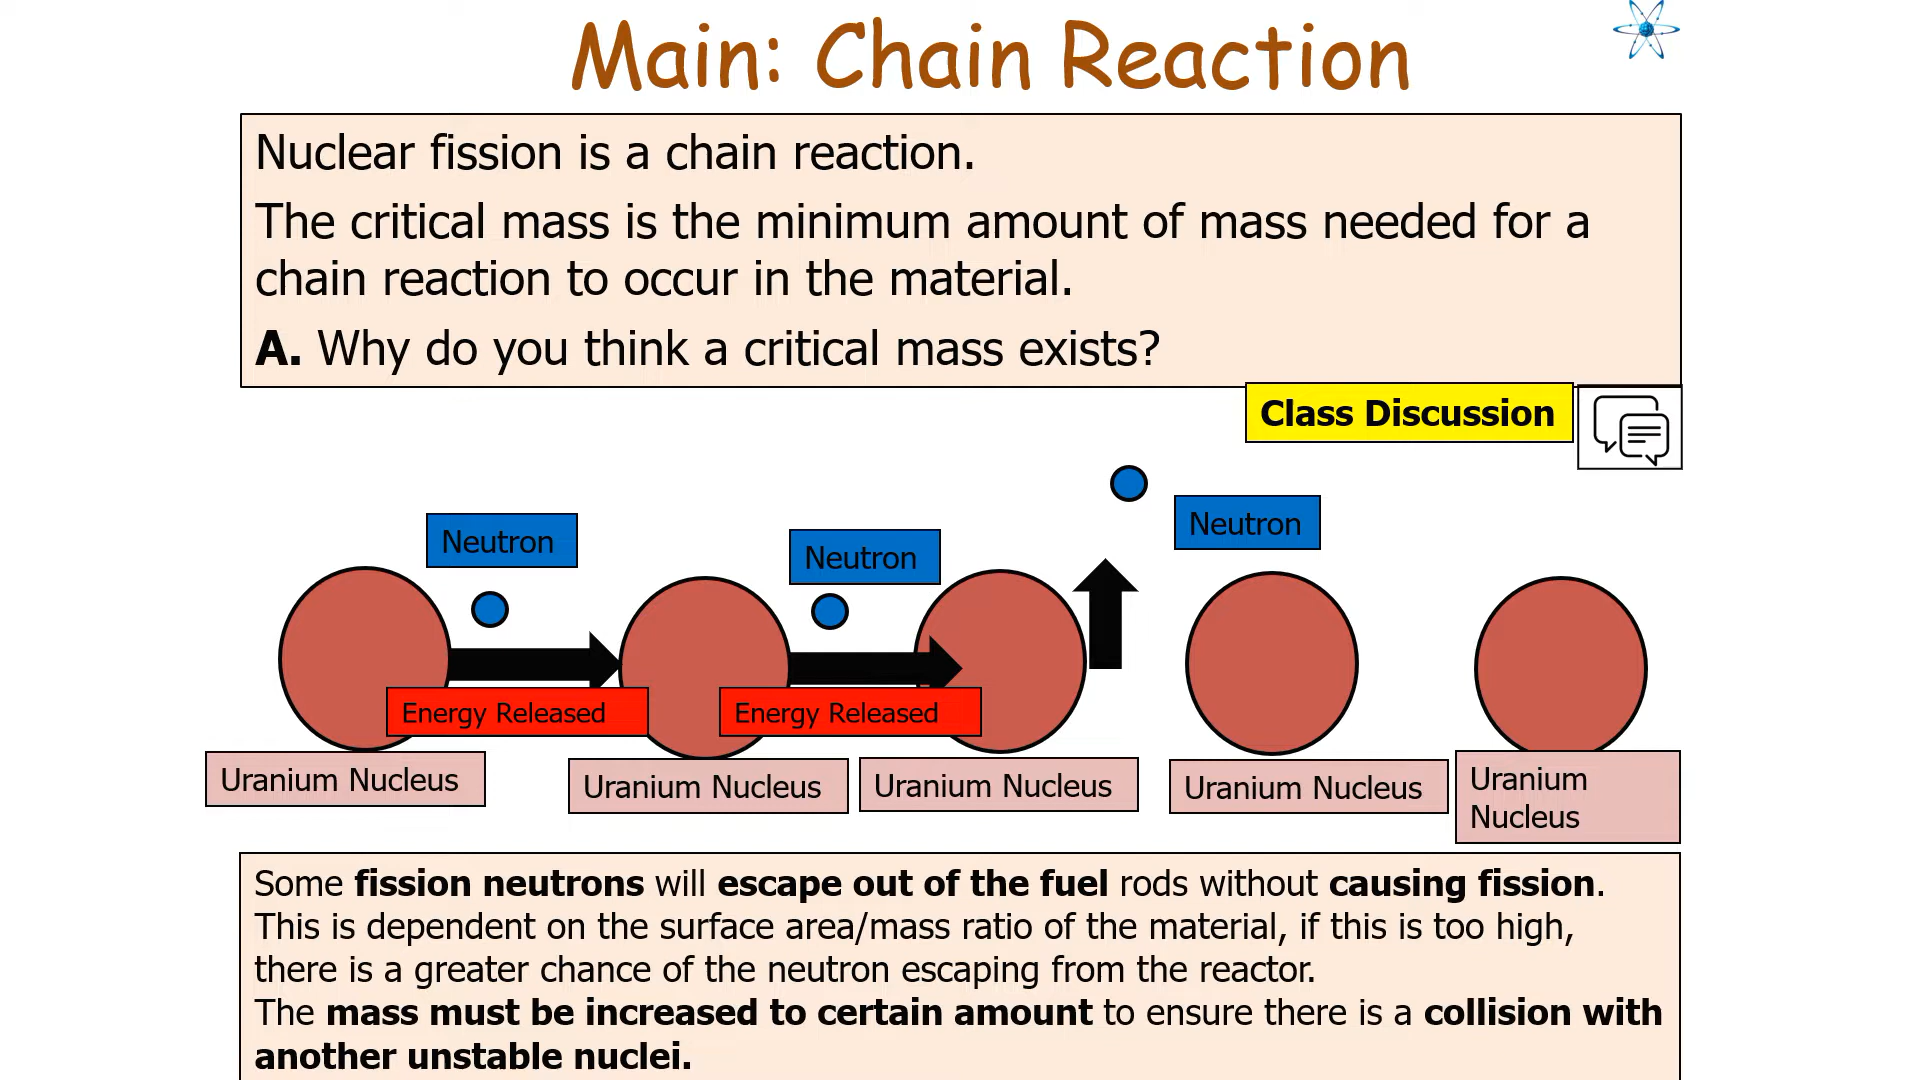 Main: Chain Reaction
Nuclear fission is a chain reaction.
The critical mass is the minimum amount of mass needed for a
chain reaction to occur in the material.
A. Why do you think a critical mass exists?
Class Discussion
Neutron
Neutron
Neutron
Energy Released
Energy Released
Uranium Nucleus
Uranium Nucleus
Uranium Nucleus
Uranium Nucleus
Uranium
Nucleus
Some fission neutrons will escape out of the fuel rods without causing fission.
This is dependent on the surface area/mass ratio of the material, if this is too high,
there is a greater chance of the neutron escaping from the reactor.
The mass must be increased to certain amount to ensure there is a collision with
another unstable nuclei.